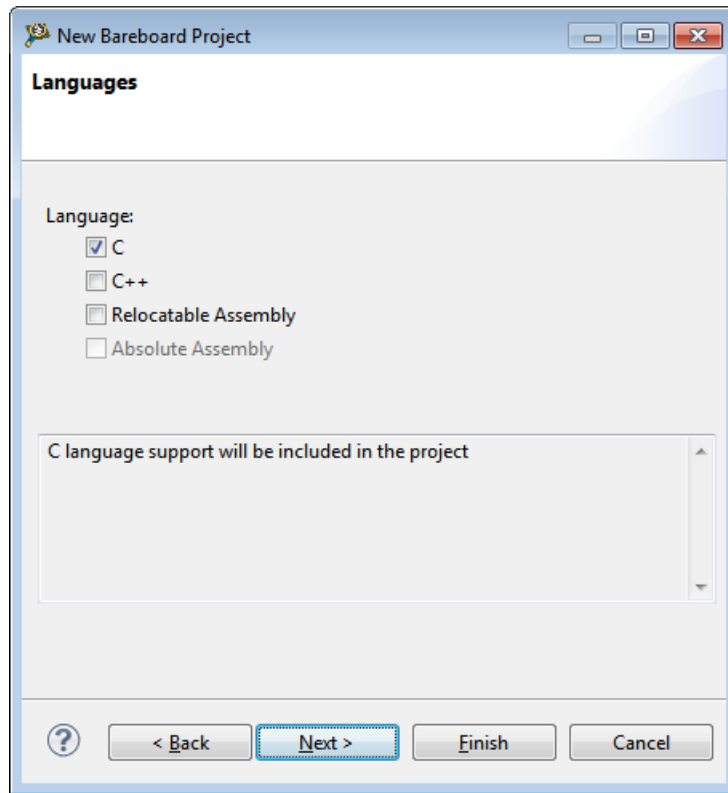 New Bareboard Project
Languages
Language:
C
C++
Relocatable Assembly
Absolute Assembly
C language support will be included in the project
? < Back Next > Finish Cancel